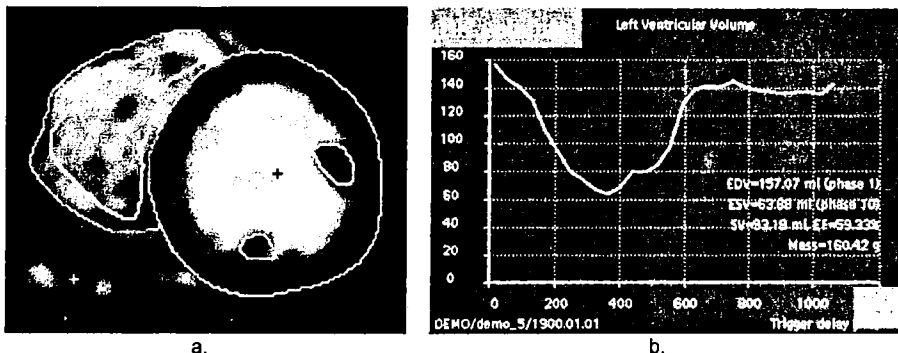 Left Ventricular Volume
160
140
120
100
80
60
40
20
0
EDV=157.07 ml (phase 1)
ESV=63.88 ml (phase 10)
SV=93.18 ml, EF=59.33%
Mass=160.42 g
0 200 400 600 800 1000
DEMO/demo_5/1900.01.01 Trigger delay
a. b.